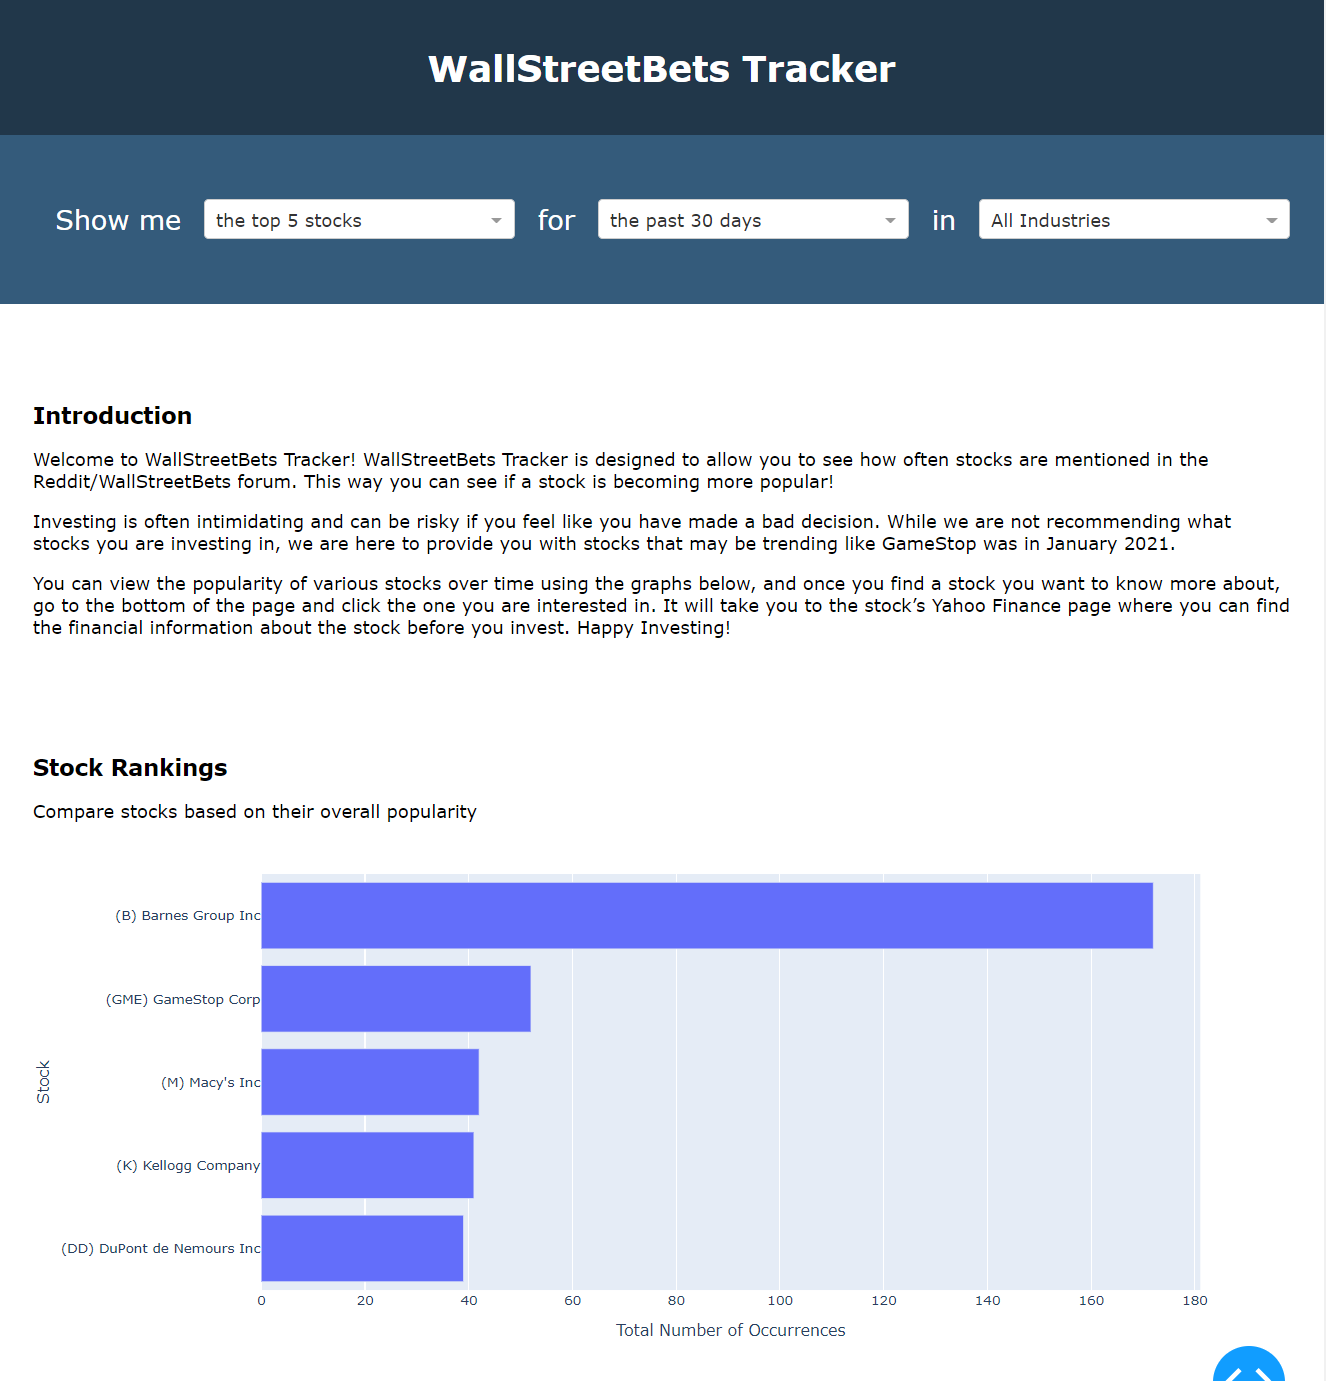 WallStreetBets Tracker
Show me the top 5 stocks for the past 30 days in All Industries
Introduction
Welcome to WallStreetBets Tracker! WallStreetBets Tracker is designed to allow you to see how often stocks are mentioned in the
Reddit/WallStreetBets forum. This way you can see if a stock is becoming more popular!
Investing is often intimidating and can be risky if you feel like you have made a bad decision. While we are not recommending what
stocks you are investing in, we are here to provide you with stocks that may be trending like GameStop was in January 2021.
You can view the popularity of various stocks over time using the graphs below, and once you find a stock you want to know more about,
go to the bottom of the page and click the one you are interested in. It will take you to the stock’s Yahoo Finance page where you can find
the financial information about the stock before you invest. Happy Investing!
Stock Rankings
Compare stocks based on their overall popularity
(B) Barnes Group Inc
(GME) GameStop Corp
(M) Macy's Inc
(K) Kellogg Company
(DD) DuPont de Nemours Inc
Stock
0 20 40 60 80 100 120 140 160 180
Total Number of Occurrences